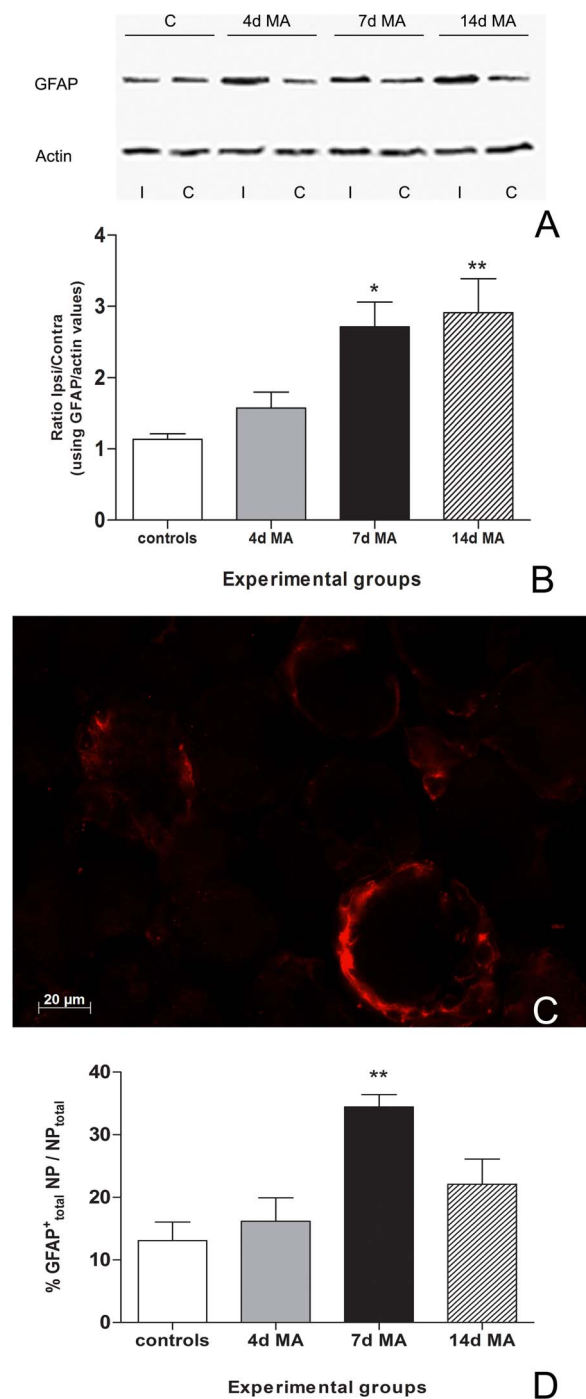 C 4d MA 7d MA 14d MA
GFAP
Actin
I C I C I C I C
A
4
3
2
1
0
Ratio Ipsi/Contra
(using GFAP/actin values)
* **
controls 4d MA 7d MA 14d MA
Experimental groups
B
20 µm
C
40
30
20
10
0
% GFAP⁺total NP / NPtotal
**
controls 4d MA 7d MA 14d MA
Experimental groups
D